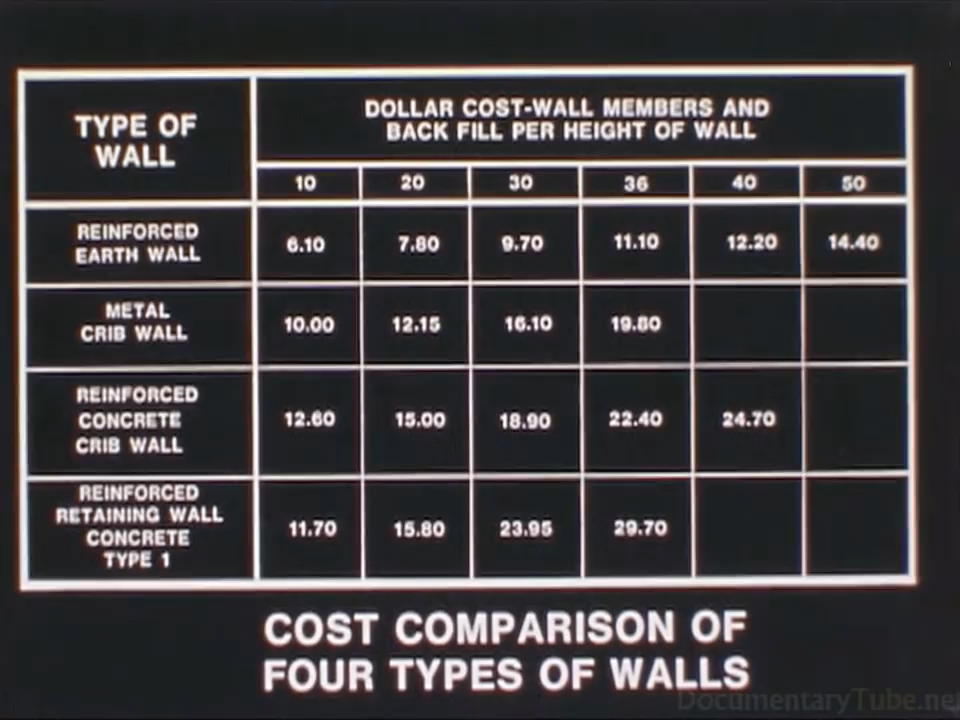 TYPE OF
WALL
DOLLAR COST-WALL MEMBERS AND
BACK FILL PER HEIGHT OF WALL
10 20 30 36 40 50
REINFORCED
EARTH WALL
6.10 7.80 9.70 11.10 12.20 14.40
METAL
CRIB WALL
10.00 12.15 16.10 19.80
REINFORCED
CONCRETE
CRIB WALL
12.60 15.00 18.90 22.40 24.70
REINFORCED
RETAINING WALL
CONCRETE
TYPE 1
11.70 15.80 23.95 29.70
COST COMPARISON OF
FOUR TYPES OF WALLS
DocumentaryTube.net